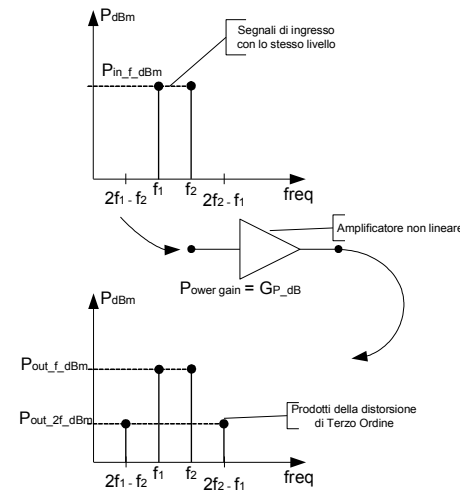 PdBm
Segnali di ingresso
con lo stesso livello
Pin_f_dBm
2f1 - f2 f1 f2 2f2 - f1 freq
Amplificatore non lineare
Power gain = GP_dB
PdBm
Pout_f_dBm
Pout_2f_dBm
Prodotti della distorsione
di Terzo Ordine
2f1 - f2 f1 f2 2f2 - f1 freq